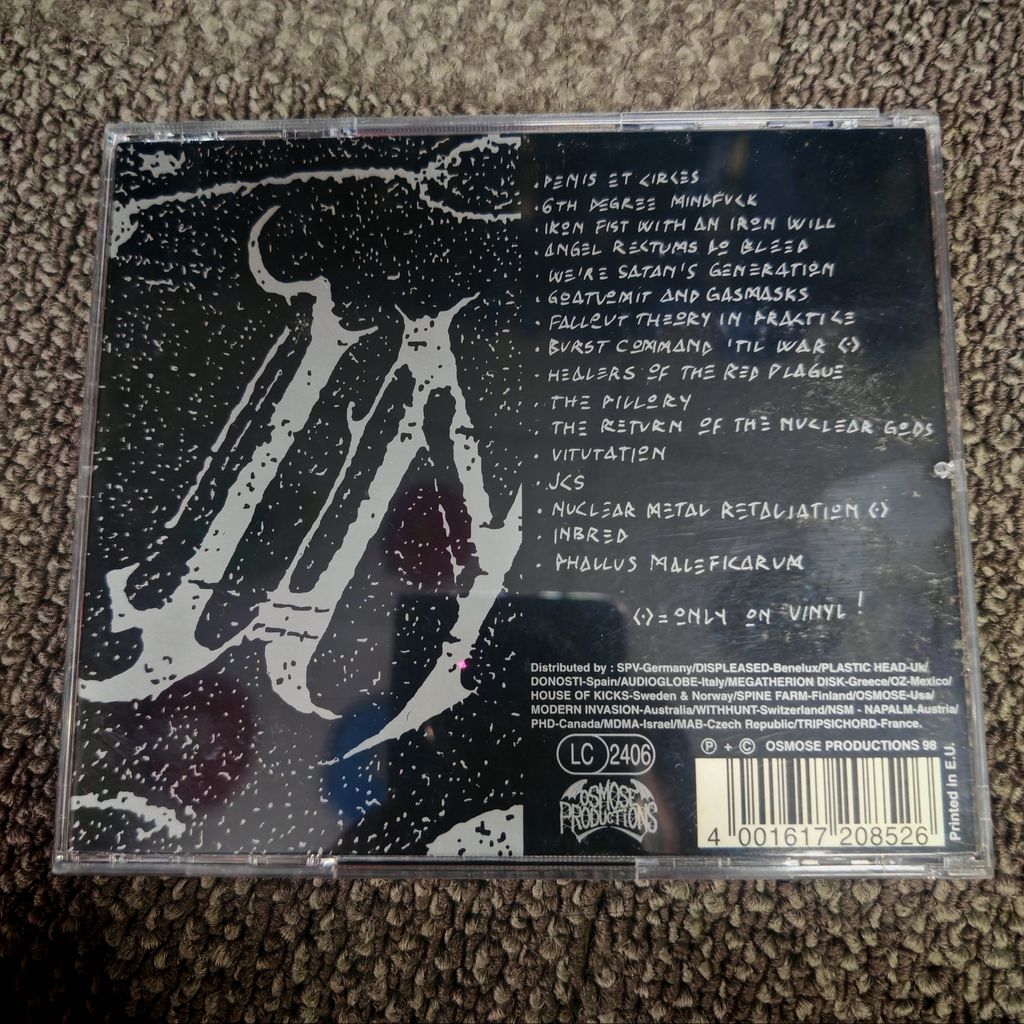 . PENIS ET CIRCES
. 6TH DEGREE MINDFUCK
. IRON FIST WITH AN IRON WILL
. ANGEL RECTUMS DO BLEED
. WE'RE SATAN'S GENERATION
. GOATVOMIT AND GASMASKS
. FALLOUT THEORY IN PRACTICE
. BURST COMMAND 'TIL WAR <>
. HEALERS OF THE RED PLAGUE
. THE PILLORY
. THE RETURN OF THE NUCLEAR GODS
. VITUTATION
. JCS
. NUCLEAR METAL RETALIATION <>
. INBRED
. PHALLUS MALEFICARUM
<>=ONLY ON VINYL!
Distributed by : SPV-Germany/DISPLEASED-Benelux/PLASTIC HEAD-Uk/
DONOSTI-Spain/AUDIOGLOBE-Italy/MEGATHERION DISK-Greece/OZ-Mexico/
HOUSE OF KICKS-Sweden & Norway/SPINE FARM-Finland/OSMOSE-Usa/
MODERN INVASION-Australia/WITHHUNT-Switzerland/NSM - NAPALM-Austria/
PHD-Canada/MDMA-Israel/MAB-Czech Republic/TRIPSICHORD-France.
LC 2406
℗ + © OSMOSE PRODUCTIONS 98
OSMOSE
PRODUCTIONS
4 001617 208526
Printed in E.U.